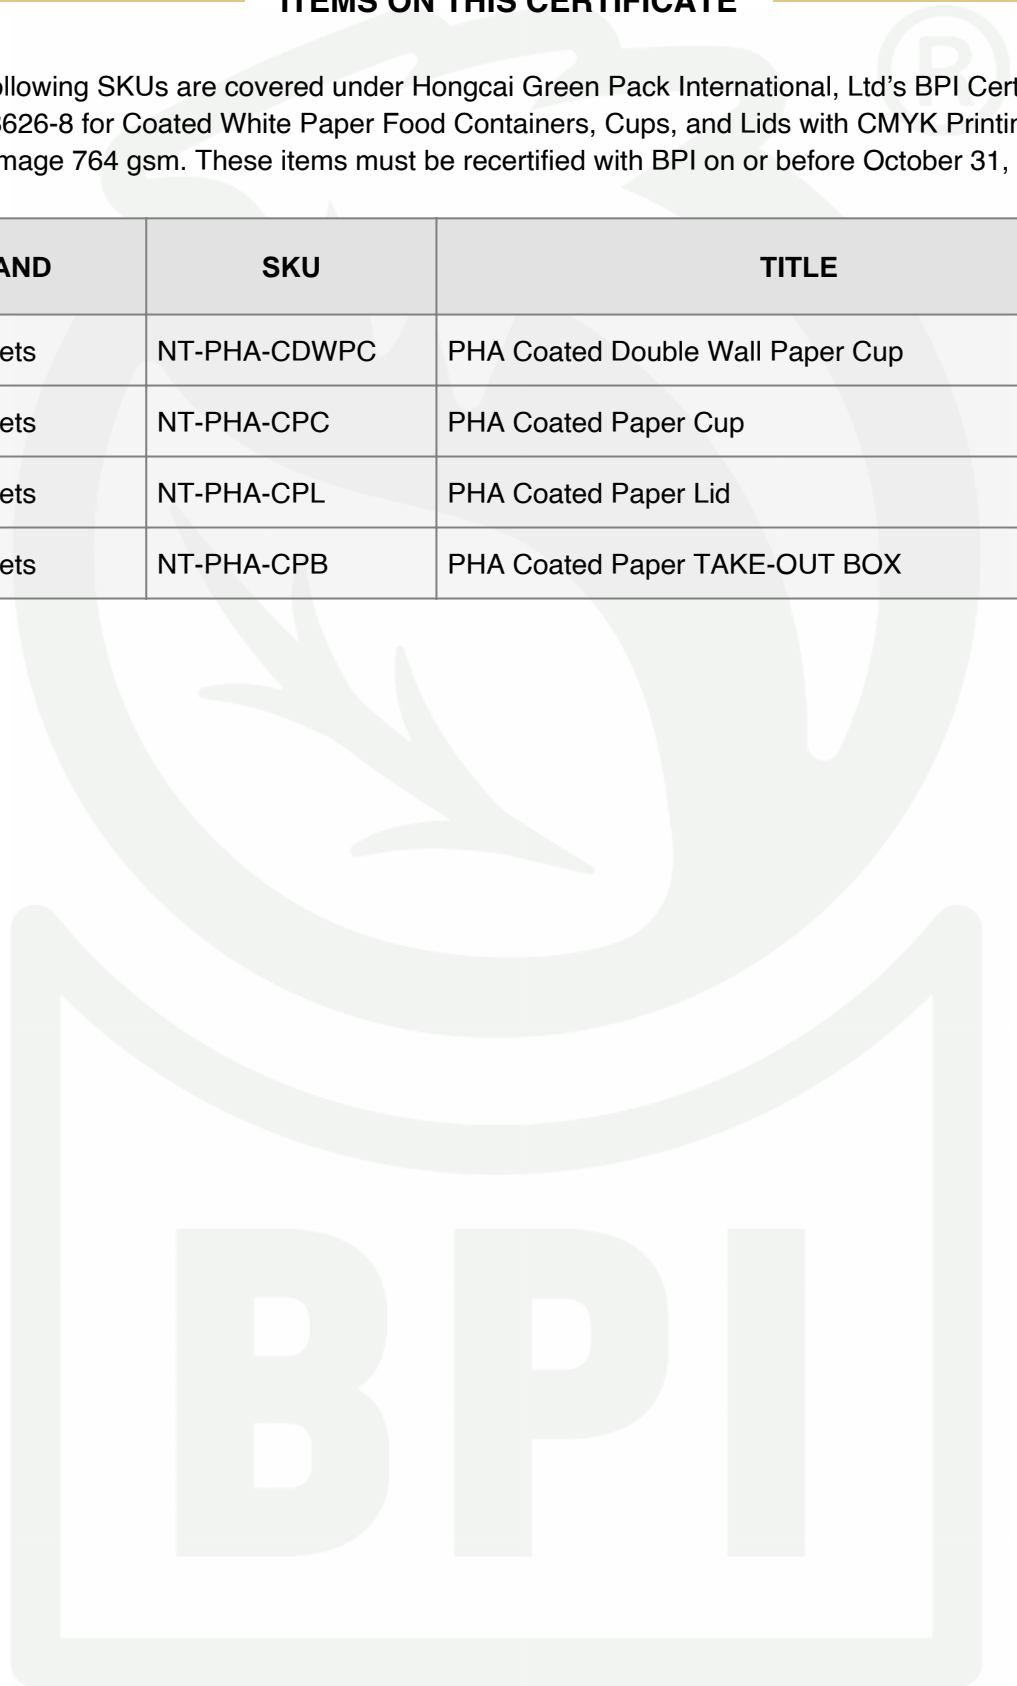 ITEMS ON THIS CERTIFICATE
®
ollowing SKUs are covered under Hongcai Green Pack International, Ltd’s BPI Cert
3626-8 for Coated White Paper Food Containers, Cups, and Lids with CMYK Printin
mage 764 gsm. These items must be recertified with BPI on or before October 31,
AND SKU TITLE
ets NT-PHA-CDWPC PHA Coated Double Wall Paper Cup
ets NT-PHA-CPC PHA Coated Paper Cup
ets NT-PHA-CPL PHA Coated Paper Lid
ets NT-PHA-CPB PHA Coated Paper TAKE-OUT BOX
BPI